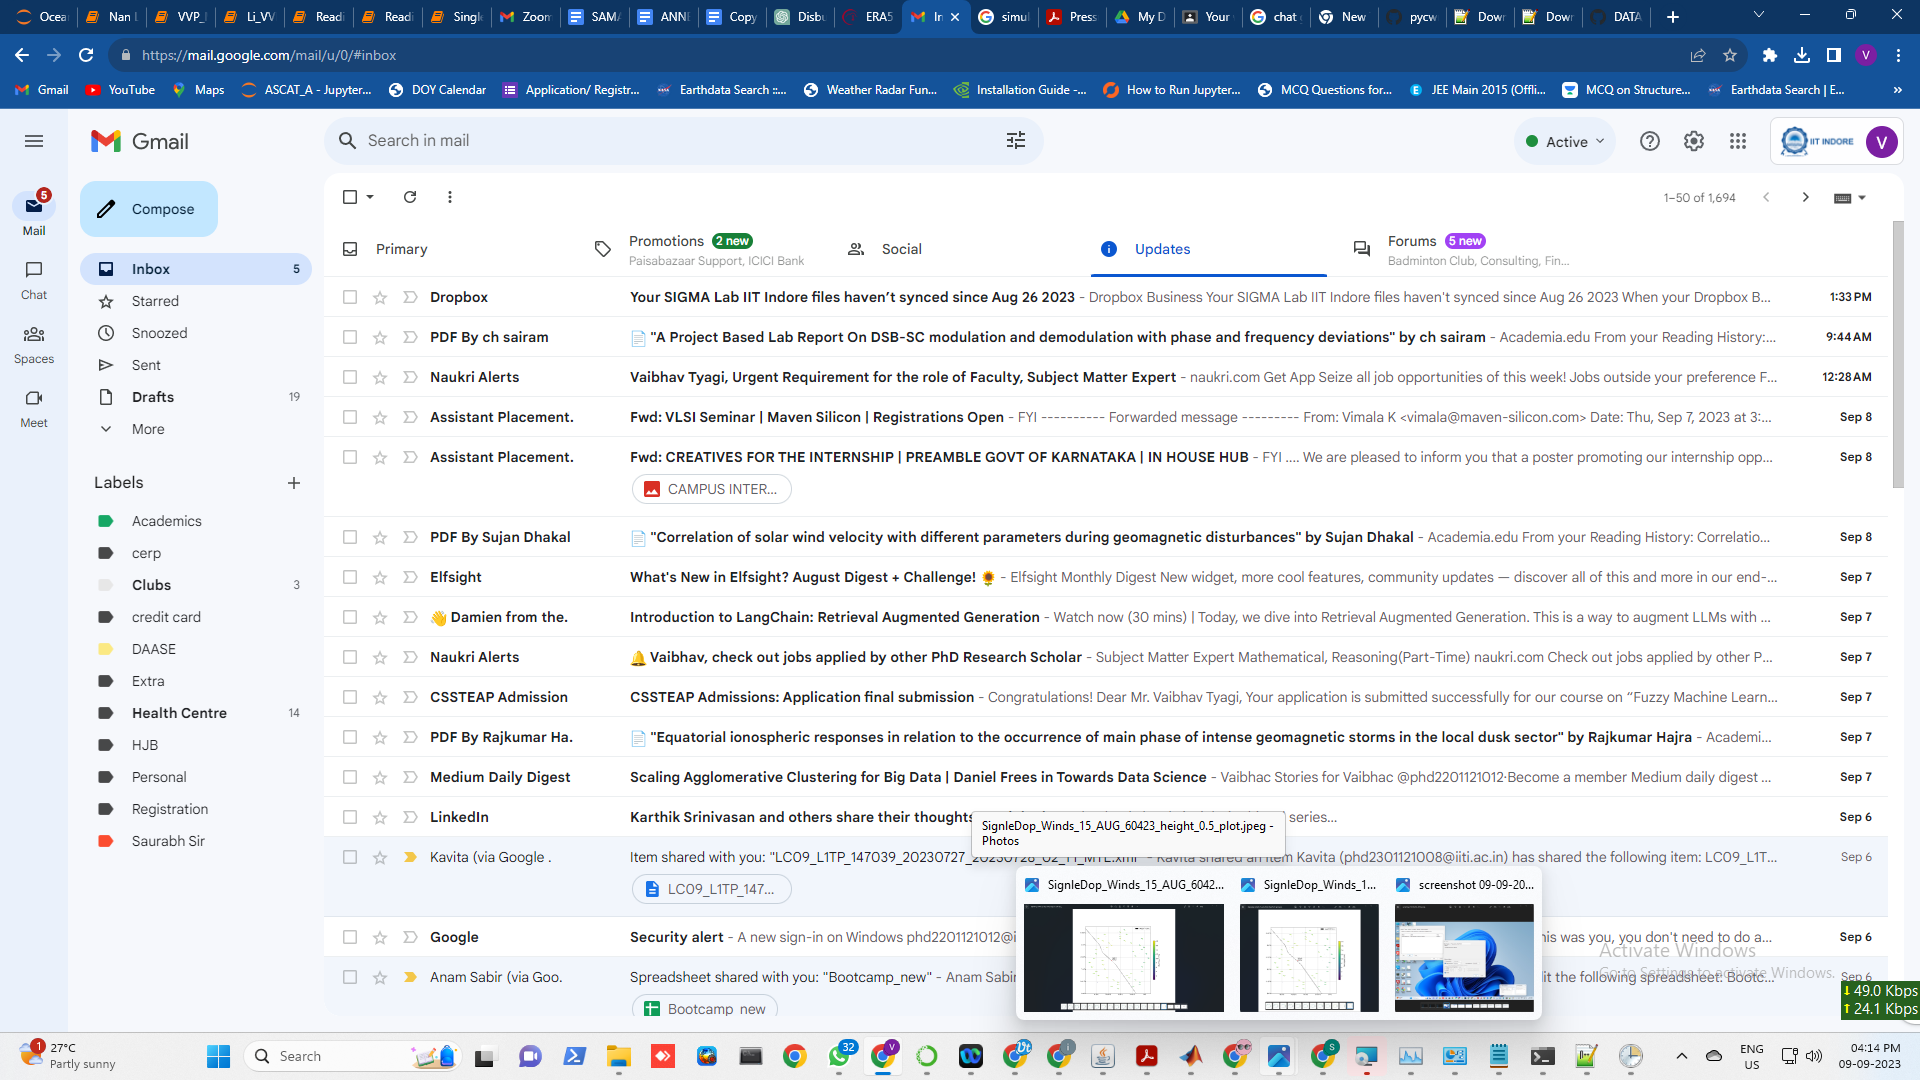 Ocea
Nan L
VVP_I
Li_VV
Readi
Readi
Single
Zoom
SAMA
ANNE
Copy
Disbu
ERA5
In
simul
Press
My D
Your
chat
New
pycw
Down
Down
DATA
https://mail.google.com/mail/u/0/#inbox
Gmail
YouTube
Maps
ASCAT_A - Jupyter...
DOY Calendar
Application/ Registr...
Earthdata Search ::...
Weather Radar Fun...
Installation Guide -...
How to Run Jupyter...
MCQ Questions for...
JEE Main 2015 (Offli...
MCQ on Structure...
Earthdata Search | E...
Gmail
Search in mail
Active
IIT INDORE
V
5
Mail
Chat
Spaces
Meet
Compose
Inbox 5
Starred
Snoozed
Sent
Drafts 19
More
Labels
Academics
cerp
Clubs 3
credit card
DAASE
Extra
Health Centre 14
HJB
Personal
Registration
Saurabh Sir
1–50 of 1,694
Primary
Promotions 2 new
Paisabazaar Support, ICICI Bank
Social
Updates
Forums 5 new
Badminton Club, Consulting, Fin...
Dropbox Your SIGMA Lab IIT Indore files haven't synced since Aug 26 2023 - Dropbox Business Your SIGMA Lab IIT Indore files haven't synced since Aug 26 2023 When your Dropbox B... 1:33 PM
PDF By ch sairam "A Project Based Lab Report On DSB-SC modulation and demodulation with phase and frequency deviations" by ch sairam - Academia.edu From your Reading History:... 9:44 AM
Naukri Alerts Vaibhav Tyagi, Urgent Requirement for the role of Faculty, Subject Matter Expert - naukri.com Get App Seize all job opportunities of this week! Jobs outside your preference F... 12:28 AM
Assistant Placement. Fwd: VLSI Seminar | Maven Silicon | Registrations Open - FYI ---------- Forwarded message --------- From: Vimala K <vimala@maven-silicon.com> Date: Thu, Sep 7, 2023 at 3:... Sep 8
Assistant Placement. Fwd: CREATIVES FOR THE INTERNSHIP | PREAMBLE GOVT OF KARNATAKA | IN HOUSE HUB - FYI .... We are pleased to inform you that a poster promoting our internship opp... Sep 8
CAMPUS INTER...
PDF By Sujan Dhakal "Correlation of solar wind velocity with different parameters during geomagnetic disturbances" by Sujan Dhakal - Academia.edu From your Reading History: Correlatio... Sep 8
Elfsight What's New in Elfsight? August Digest + Challenge! 🌻 - Elfsight Monthly Digest New widget, more cool features, community updates — discover all of this and more in our end-... Sep 7
👋 Damien from the. Introduction to LangChain: Retrieval Augmented Generation - Watch now (30 mins) | Today, we dive into Retrieval Augmented Generation. This is a way to augment LLMs with ... Sep 7
Naukri Alerts 🔔 Vaibhav, check out jobs applied by other PhD Research Scholar - Subject Matter Expert Mathematical, Reasoning(Part-Time) naukri.com Check out jobs applied by other P... Sep 7
CSSTEAP Admission CSSTEAP Admissions: Application final submission - Congratulations! Dear Mr. Vaibhav Tyagi, Your application is submitted successfully for our course on “Fuzzy Machine Learn... Sep 7
PDF By Rajkumar Ha. "Equatorial ionospheric responses in relation to the occurrence of main phase of intense geomagnetic storms in the local dusk sector" by Rajkumar Hajra - Academi... Sep 7
Medium Daily Digest Scaling Agglomerative Clustering for Big Data | Daniel Frees in Towards Data Science - Vaibhac Stories for Vaibhac @phd2201121012·Become a member Medium daily digest ... Sep 7
LinkedIn Karthik Srinivasan and others share their thoughts series... Sep 6
SignleDop_Winds_15_AUG_60423_height_0.5_plot.jpeg -
Photos
Kavita (via Google . Item shared with you: "LC09_L1TP_147039_20230727_20230728_02_T1_MTL.xml" - Kavita shared an item Kavita (phd2301121008@iiti.ac.in) has shared the following item: LC09_L1T... Sep 6
LC09_L1TP_147...
SignleDop_Winds_15_AUG_6042...
SignleDop_Winds_1...
screenshot 09-09-20...
Google Security alert - A new sign-in on Windows phd2201121012@i his was you, you don't need to do a... Sep 6
Anam Sabir (via Goo. Spreadsheet shared with you: "Bootcamp_new" - Anam Sabir it the following spreadsheet: Bootc... Sep 6
Bootcamp_new
Activate Windows
Go to Settings to activate Windows.
49.0 Kbps
24.1 Kbps
1
27°C
Partly sunny
Search
32
ENG
US
04:14 PM
09-09-2023